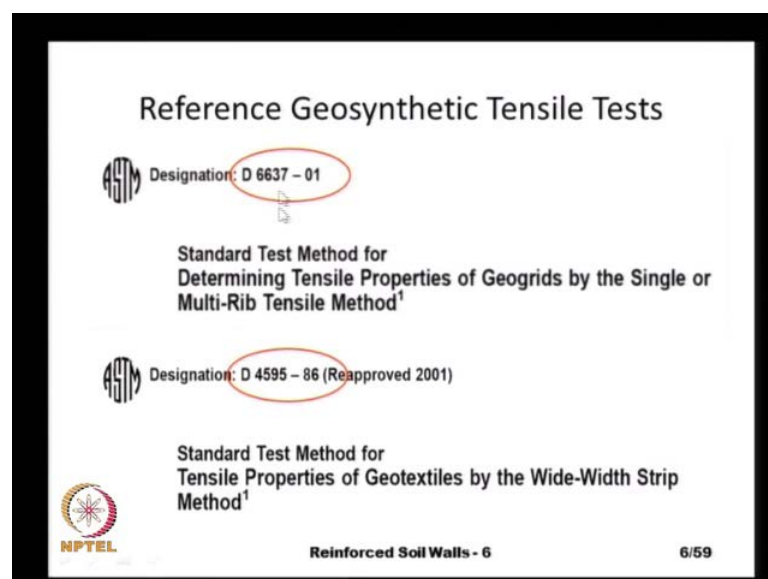 Reference Geosynthetic Tensile Tests
ASTM Designation: D 6637 – 01
Standard Test Method for
Determining Tensile Properties of Geogrids by the Single or
Multi-Rib Tensile Method¹
ASTM Designation: D 4595 – 86 (Reapproved 2001)
Standard Test Method for
Tensile Properties of Geotextiles by the Wide-Width Strip
Method¹
NPTEL
Reinforced Soil Walls - 6
6/59